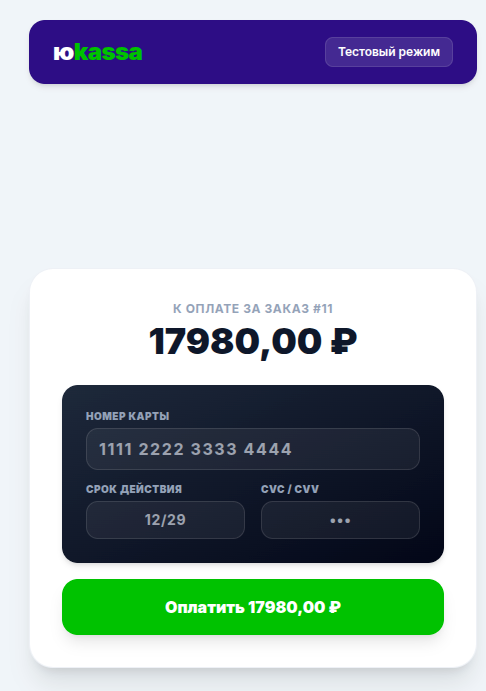 юkassa
Тестовый режим
К ОПЛАТЕ ЗА ЗАКАЗ #11
17980,00 ₽
НОМЕР КАРТЫ
1111 2222 3333 4444
СРОК ДЕЙСТВИЯ
CVC / CVV
12/29
•••
Оплатить 17980,00 ₽